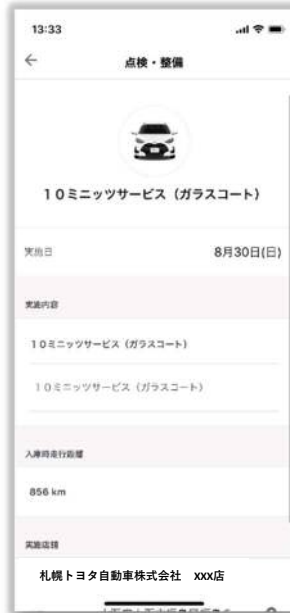 13:33
点検・整備
１０ミニッツサービス（ガラスコート）
実施日
8月30日(日)
実施内容
１０ミニッツサービス（ガラスコート）
１０ミニッツサービス（ガラスコート）
入庫時走行距離
856 km
実施店舗
札幌トヨタ自動車株式会社　xxx店